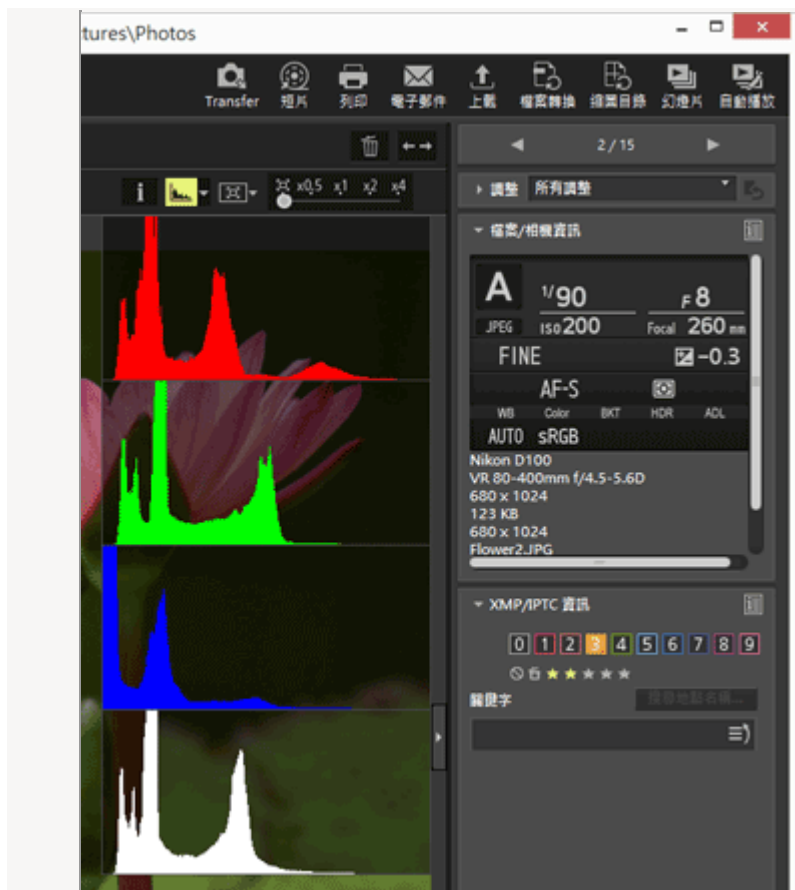 tures\Photos
Transfer 短片 列印 電子郵件 上載 檔案轉換 縮圖目錄 幻燈片 自動播放
2/15
x0,5 x1 x2 x4
調整 所有調整
檔案/相機資訊
A 1/90 F8
JPEG ISO200 Focal 260 mm
FINE -0.3
AF-S
WB Color BKT HDR ADL
AUTO sRGB
Nikon D100
VR 80-400mm f/4.5-5.6D
680 x 1024
123 KB
680 x 1024
Flower2.JPG
XMP/IPTC 資訊
0 1 2 3 4 5 6 7 8 9
關鍵字